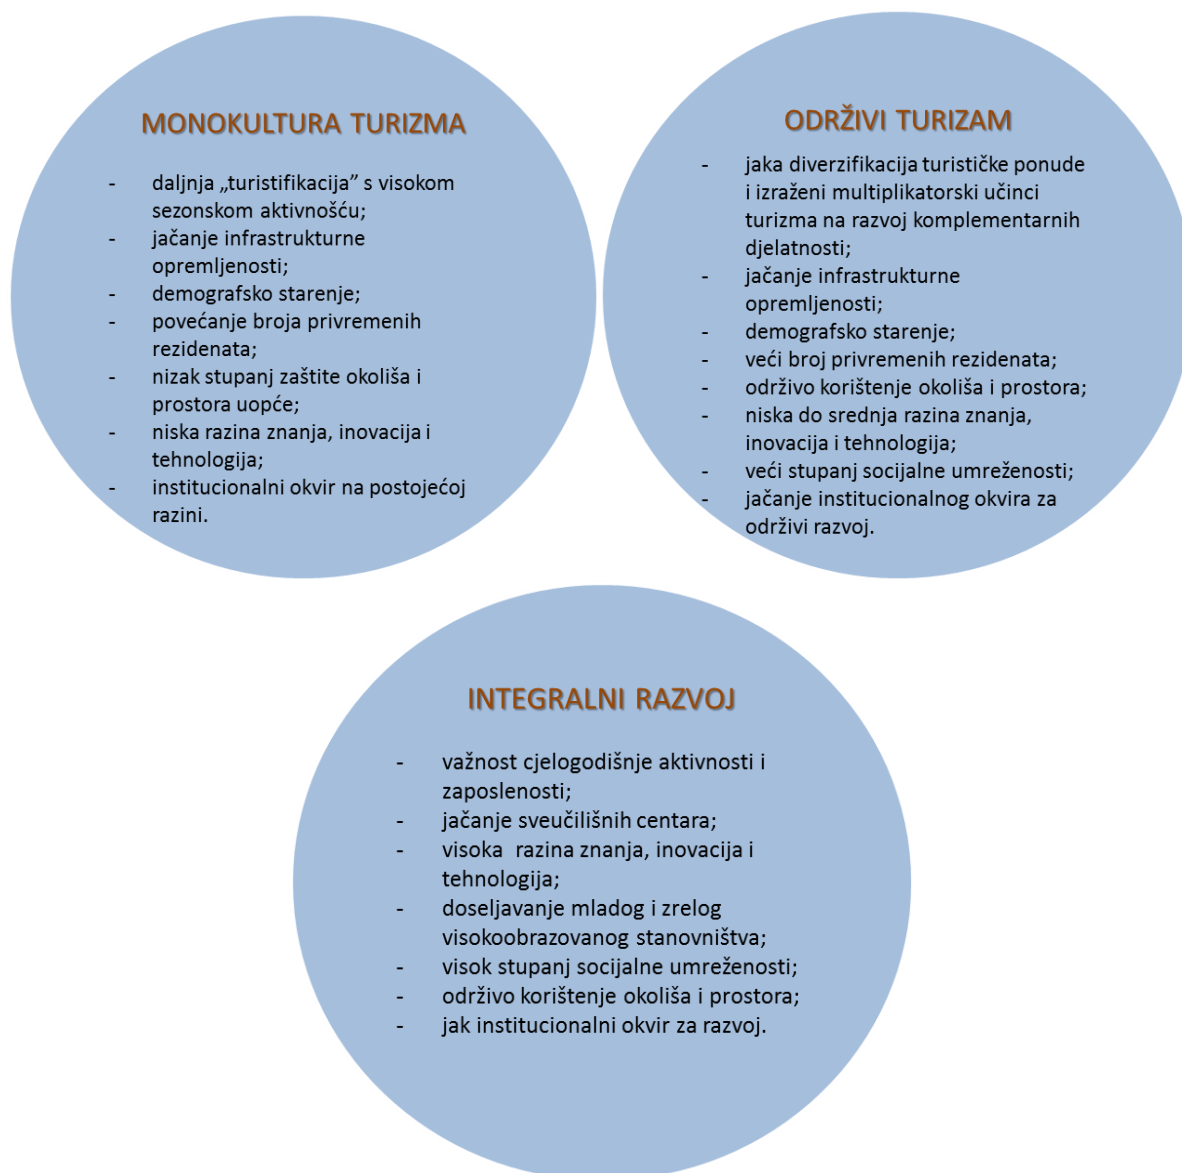 MONOKULTURA TURIZMA
- daljnja „turistifikacija” s visokom
sezonskom aktivnošću;
- jačanje infrastrukturne
opremljenosti;
- demografsko starenje;
- povećanje broja privremenih
rezidenata;
- nizak stupanj zaštite okoliša i
prostora uopće;
- niska razina znanja, inovacija i
tehnologija;
- institucionalni okvir na postojećoj
razini.
ODRŽIVI TURIZAM
- jaka diverzifikacija turističke ponude
i izraženi multiplikatorski učinci
turizma na razvoj komplementarnih
djelatnosti;
- jačanje infrastrukturne
opremljenosti;
- demografsko starenje;
- veći broj privremenih rezidenata;
- održivo korištenje okoliša i prostora;
- niska do srednja razina znanja,
inovacija i tehnologija;
- veći stupanj socijalne umreženosti;
- jačanje institucionalnog okvira za
održivi razvoj.
INTEGRALNI RAZVOJ
- važnost cjelogodišnje aktivnosti i
zaposlenosti;
- jačanje sveučilišnih centara;
- visoka  razina znanja, inovacija i
tehnologija;
- doseljavanje mladog i zrelog
visokoobrazovanog stanovništva;
- visok stupanj socijalne umreženosti;
- održivo korištenje okoliša i prostora;
- jak institucionalni okvir za razvoj.